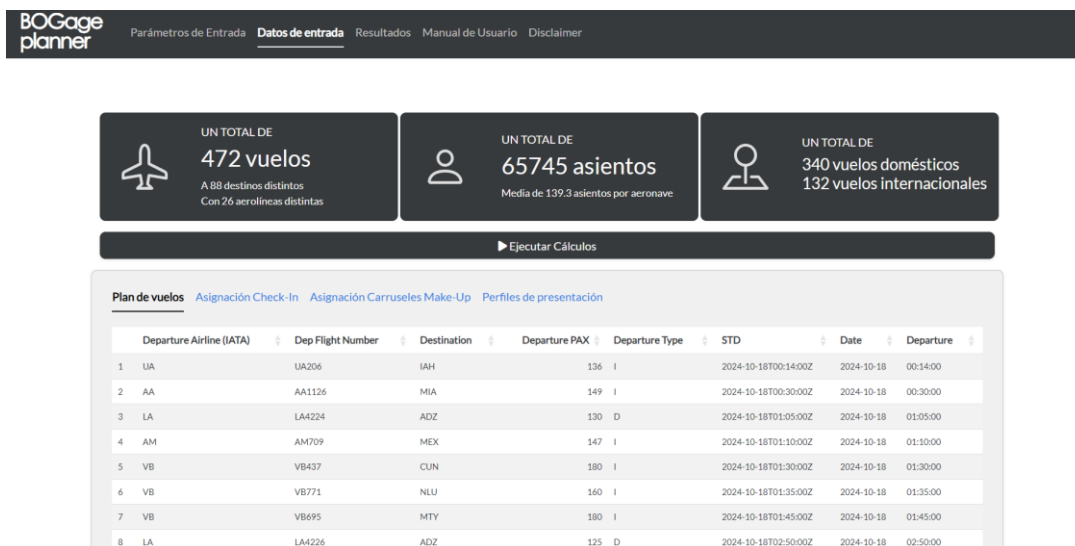 BOGage
planner
Parámetros de Entrada Datos de entrada Resultados Manual de Usuario Disclaimer
UN TOTAL DE
472 vuelos
A 88 destinos distintos
Con 26 aerolíneas distintas
UN TOTAL DE
65745 asientos
Media de 139.3 asientos por aeronave
UN TOTAL DE
340 vuelos domésticos
132 vuelos internacionales
Ejecutar Cálculos
Plan de vuelos Asignación Check-In Asignación Carruseles Make-Up Perfiles de presentación
Departure Airline (IATA) Dep Flight Number Destination Departure PAX Departure Type STD Date Departure
1 UA UA206 IAH 136 I 2024-10-18T00:14:00Z 2024-10-18 00:14:00
2 AA AA1126 MIA 149 I 2024-10-18T00:30:00Z 2024-10-18 00:30:00
3 LA LA4224 ADZ 130 D 2024-10-18T01:05:00Z 2024-10-18 01:05:00
4 AM AM709 MEX 147 I 2024-10-18T01:10:00Z 2024-10-18 01:10:00
5 VB VB437 CUN 180 I 2024-10-18T01:30:00Z 2024-10-18 01:30:00
6 VB VB771 NLU 160 I 2024-10-18T01:35:00Z 2024-10-18 01:35:00
7 VB VB695 MTY 180 I 2024-10-18T01:45:00Z 2024-10-18 01:45:00
8 LA LA4226 ADZ 125 D 2024-10-18T02:50:00Z 2024-10-18 02:50:00